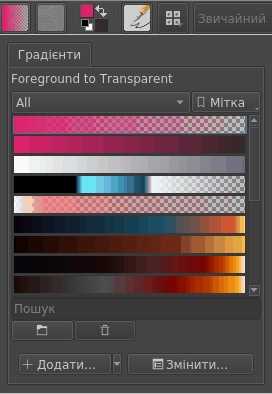 Звичайний
Градієнти
Foreground to Transparent
All
Мітка
Пошук
Додати...
Змінити...